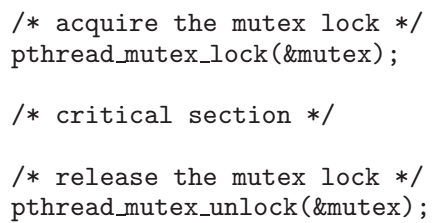 /* acquire the mutex lock */
pthread_mutex_lock(&mutex);
/* critical section */
/* release the mutex lock */
pthread_mutex_unlock(&mutex);